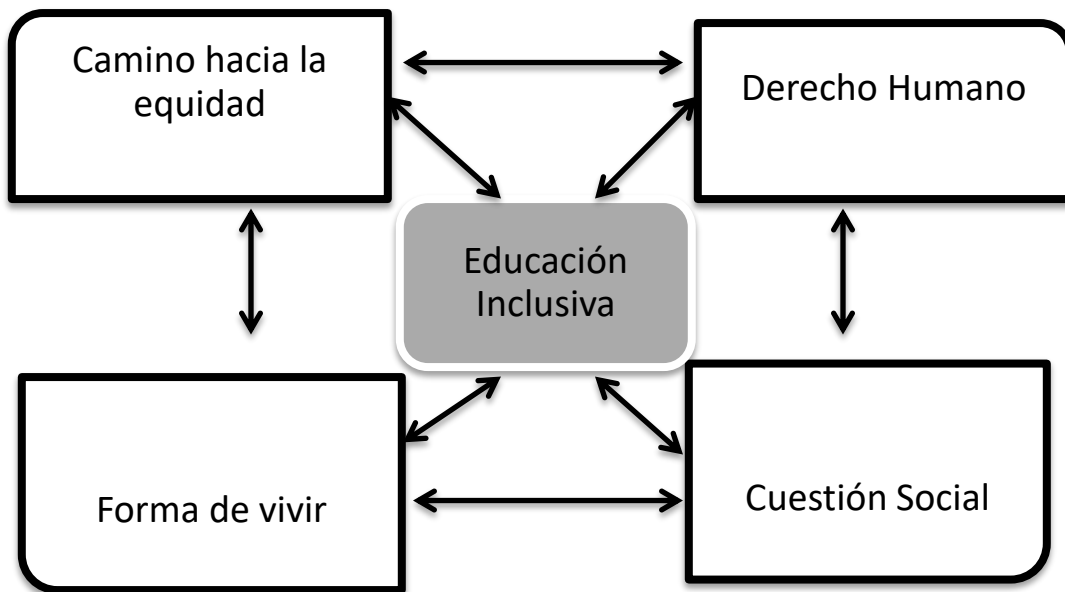 Camino hacia la
equidad
Derecho Humano
Educación
Inclusiva
Forma de vivir
Cuestión Social